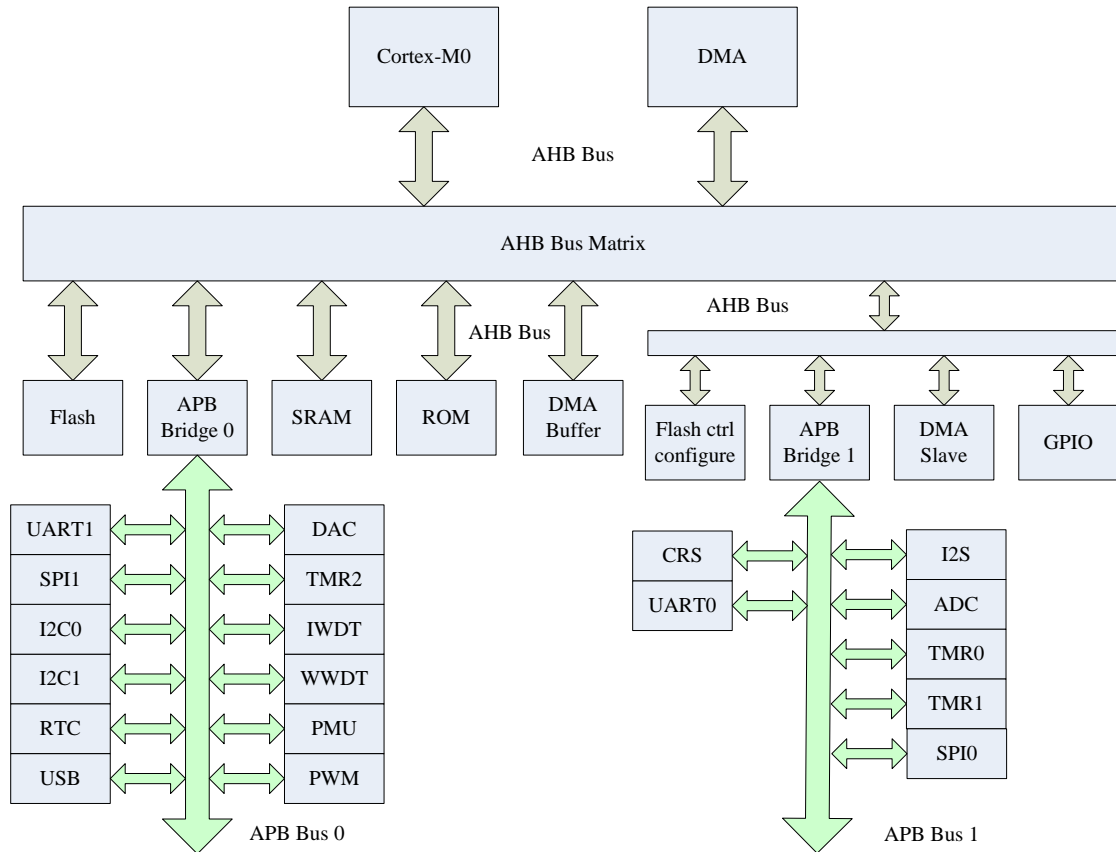 Cortex-M0
DMA
AHB Bus
AHB Bus Matrix
AHB Bus
AHB Bus
Flash
APB
Bridge 0
SRAM
ROM
DMA
Buffer
Flash ctrl
configure
APB
Bridge 1
DMA
Slave
GPIO
UART1
SPI1
I2C0
I2C1
RTC
USB
DAC
TMR2
IWDT
WWDT
PMU
PWM
APB Bus 0
CRS
UART0
I2S
ADC
TMR0
TMR1
SPI0
APB Bus 1